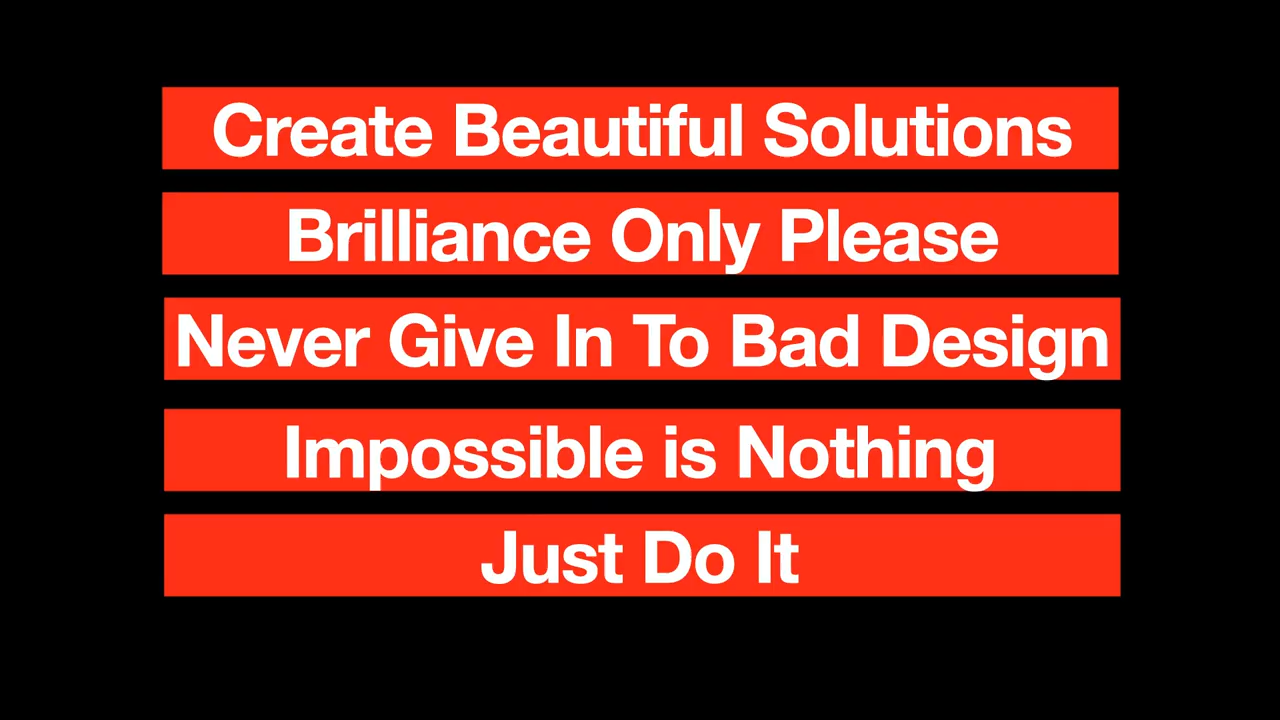 Create Beautiful Solutions
Brilliance Only Please
Never Give In To Bad Design
Impossible is Nothing
Just Do It